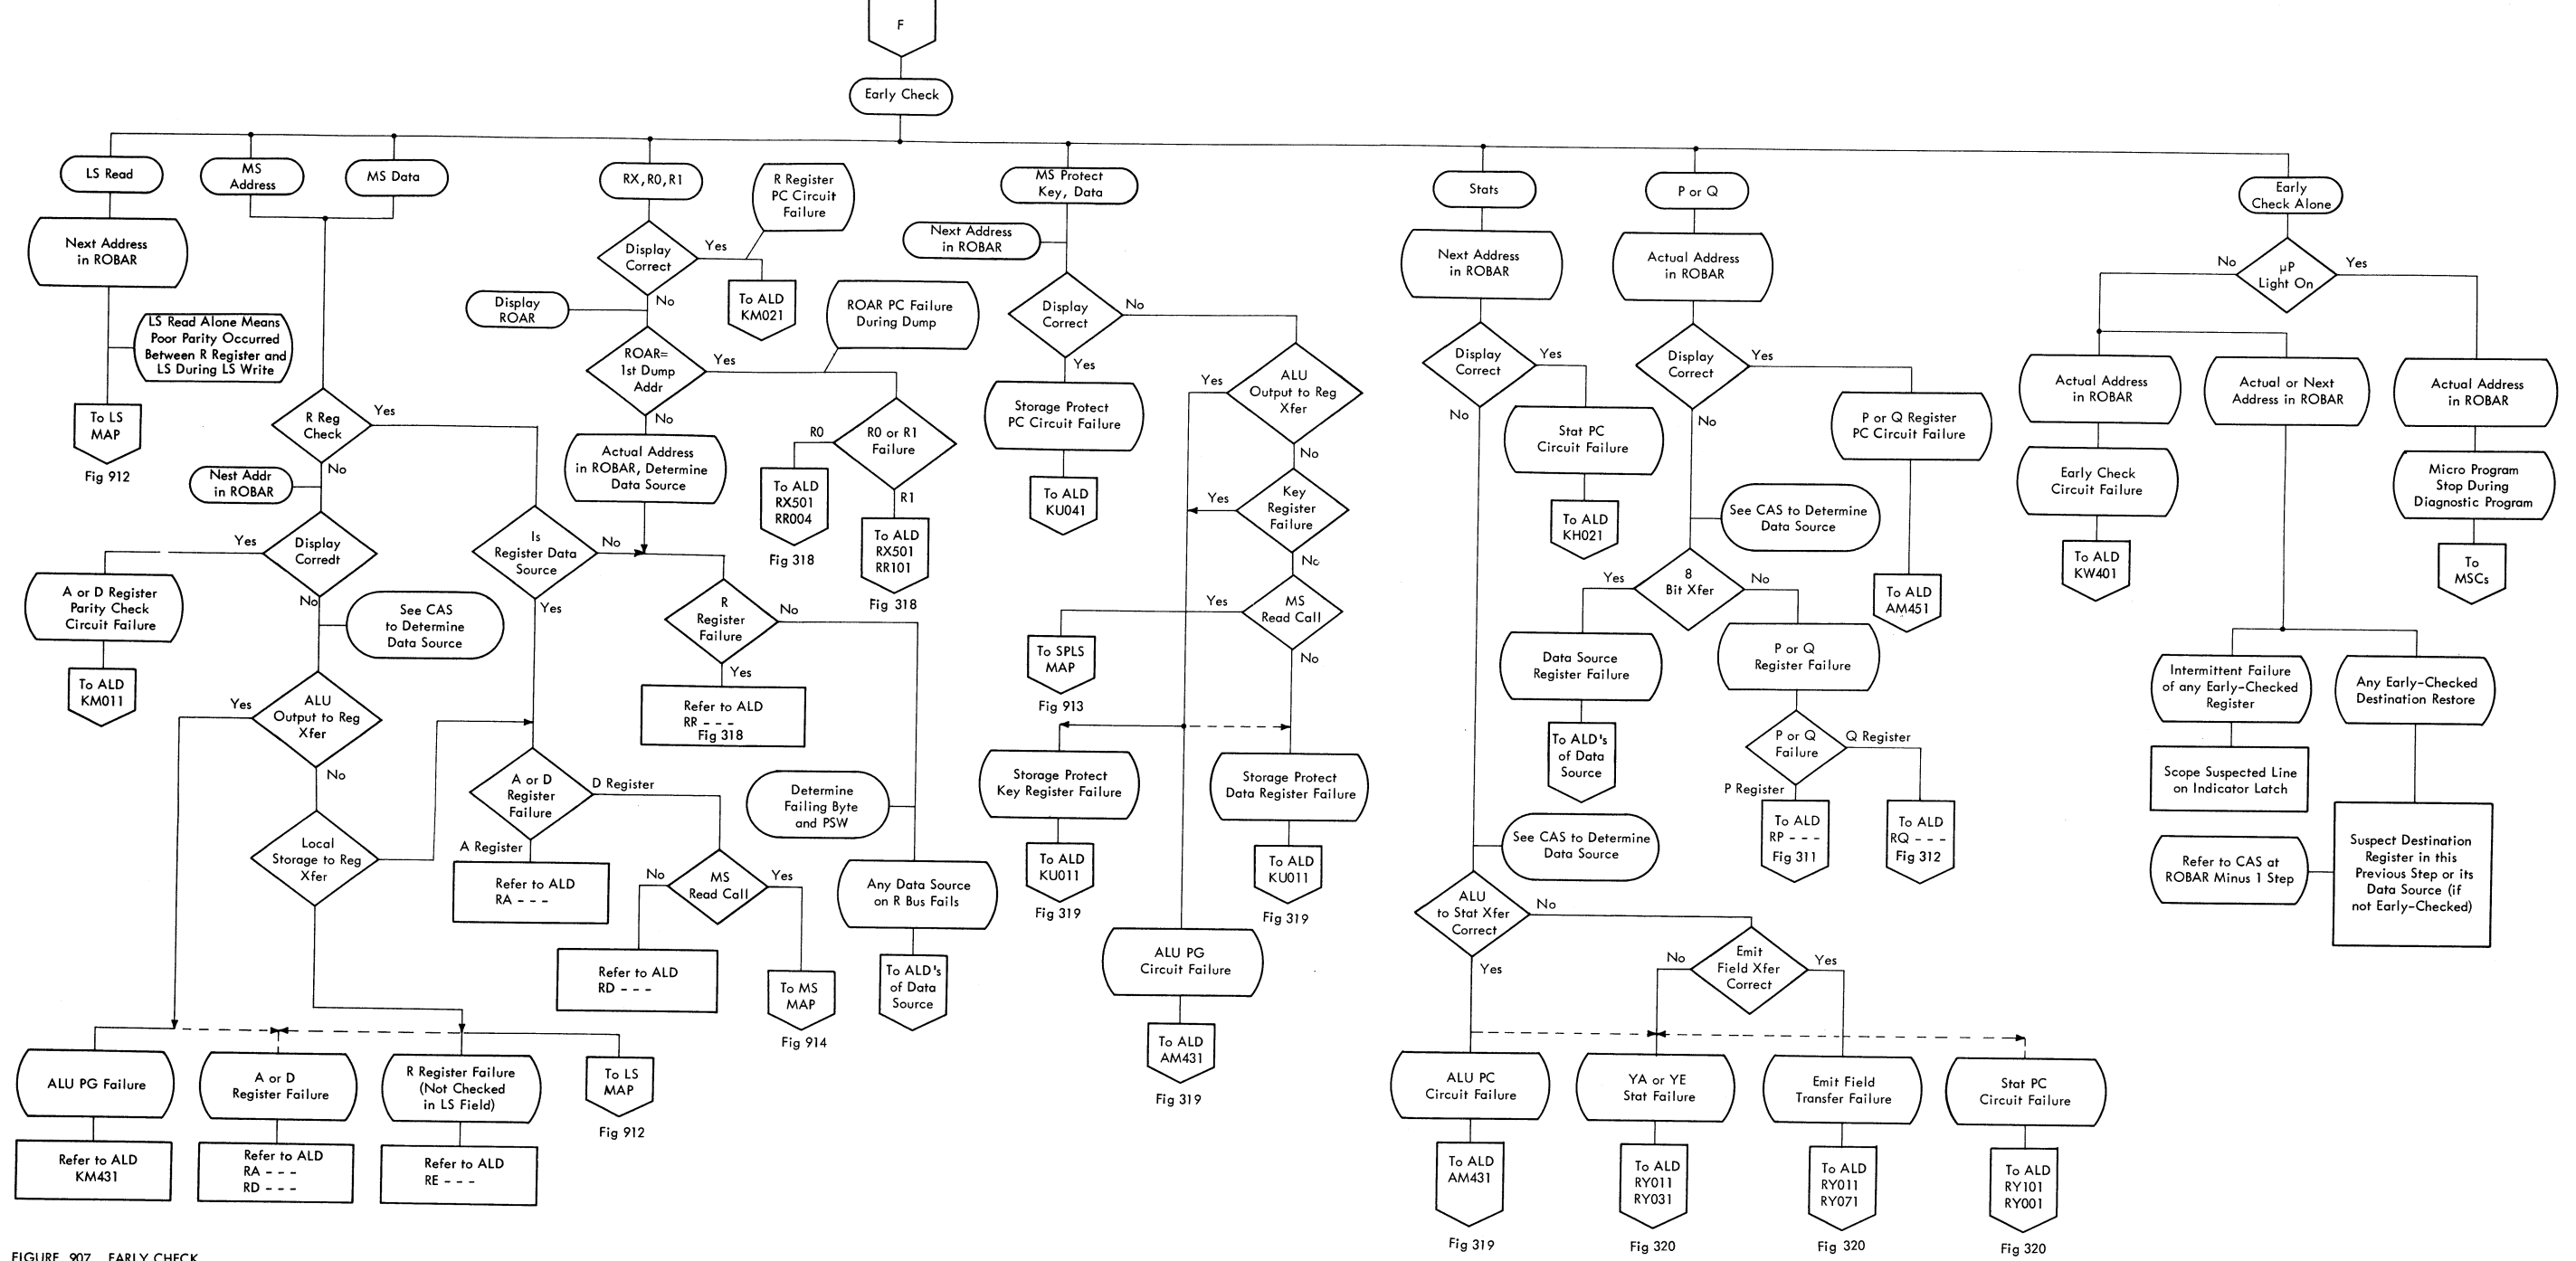 F
Early Check
LS Read
Next Address
in ROBAR
LS Read Alone Means
Poor Parity Occurred
Between R Register and
LS During LS Write
To LS
MAP
Fig 912
MS
Address
MS Data
R Reg
Check
Yes
No
Nest Addr
in ROBAR
Display
Corredt
Yes
No
A or D Register
Parity Check
Circuit Failure
To ALD
KM011
See CAS
to Determine
Data Source
ALU
Output to Reg
Xfer
Yes
No
Local
Storage to Reg
Xfer
ALU PG Failure
Refer to ALD
KM431
A or D
Register Failure
Refer to ALD
RA - - -
RD - - -
R Register Failure
(Not Checked
in LS Field)
Refer to ALD
RE - - -
To LS
MAP
Fig 912
Is
Register Data
Source
No
Yes
A or D
Register
Failure
D Register
A Register
Refer to ALD
RA - - -
MS
Read Call
No
Yes
Refer to ALD
RD - - -
To MS
MAP
Fig 914
RX,R0,R1
Display
Correct
Yes
No
R Register
PC Circuit
Failure
To ALD
KM021
Display
ROAR
ROAR=
1st Dump
Addr
Yes
No
ROAR PC Failure
During Dump
R0 or R1
Failure
R0
R1
To ALD
RX501
RR004
Fig 318
To ALD
RX501
RR101
Fig 318
Actual Address
in ROBAR, Determine
Data Source
R
Register
Failure
No
Yes
Refer to ALD
RR - - -
Fig 318
Determine
Failing Byte
and PSW
Any Data Source
on R Bus Fails
To ALD's
of Data
Source
MS Protect
Key, Data
Next Address
in ROBAR
Display
Correct
No
Yes
Storage Protect
PC Circuit Failure
To ALD
KU041
ALU
Output to Reg
Xfer
Yes
No
Key
Register
Failure
Yes
No
MS
Read Call
Yes
No
To SPLS
MAP
Fig 913
Storage Protect
Key Register Failure
To ALD
KU011
Fig 319
Storage Protect
Data Register Failure
To ALD
KU011
Fig 319
ALU PG
Circuit Failure
To ALD
AM431
Fig 319
Stats
Next Address
in ROBAR
Display
Correct
Yes
No
Stat PC
Circuit Failure
To ALD
KH021
See CAS to Determine
Data Source
ALU
to Stat Xfer
Correct
No
Yes
Emit
Field Xfer
Correct
No
Yes
ALU PC
Circuit Failure
To ALD
AM431
Fig 319
YA or YE
Stat Failure
To ALD
RY011
RY031
Fig 320
Emit Field
Transfer Failure
To ALD
RY011
RY071
Fig 320
Stat PC
Circuit Failure
To ALD
RY101
RY001
Fig 320
P or Q
Actual Address
in ROBAR
Display
Correct
Yes
No
P or Q Register
PC Circuit Failure
To ALD
AM451
See CAS to Determine
Data Source
8
Bit Xfer
Yes
No
Data Source
Register Failure
To ALD's
of Data
Source
P or Q
Register Failure
P or Q
Failure
Q Register
P Register
To ALD
RP - - -
Fig 311
To ALD
RQ - - -
Fig 312
Early
Check Alone
µP
Light On
No
Yes
Actual Address
in ROBAR
Early Check
Circuit Failure
To ALD
KW401
Actual or Next
Address in ROBAR
Intermittent Failure
of any Early-Checked
Register
Scope Suspected Line
on Indicator Latch
Any Early-Checked
Destination Restore
Refer to CAS at
ROBAR Minus 1 Step
Suspect Destination
Register in this
Previous Step or its
Data Source (if
not Early-Checked)
Actual Address
in ROBAR
Micro Program
Stop During
Diagnostic Program
To
MSCs
FIGURE 907 EARLY CHECK